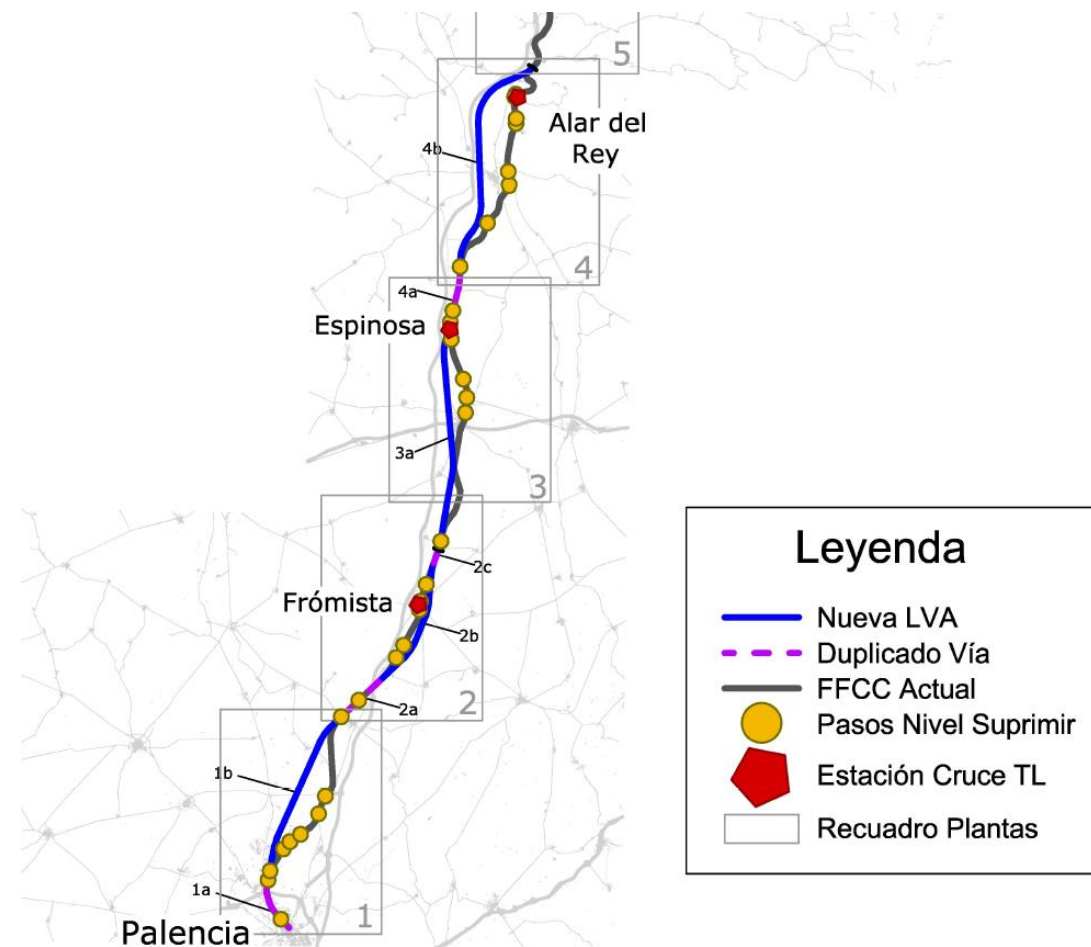 5
Alar del
Rey
4b
4
4a
Espinosa
3a
3
2c
Frómista
2b
2a
2
1b
1a
1
Palencia
Leyenda
Nueva LVA
Duplicado Vía
FFCC Actual
Pasos Nivel Suprimir
Estación Cruce TL
Recuadro Plantas